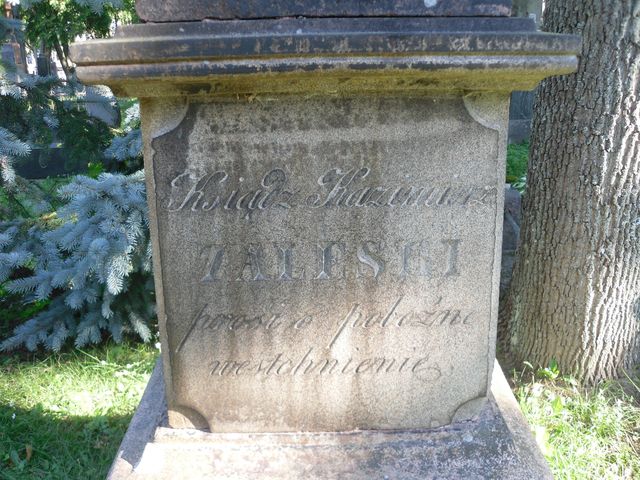 Ksiądz Kazimierz
ZALESKI
prosi o pobożne
westchnienie.